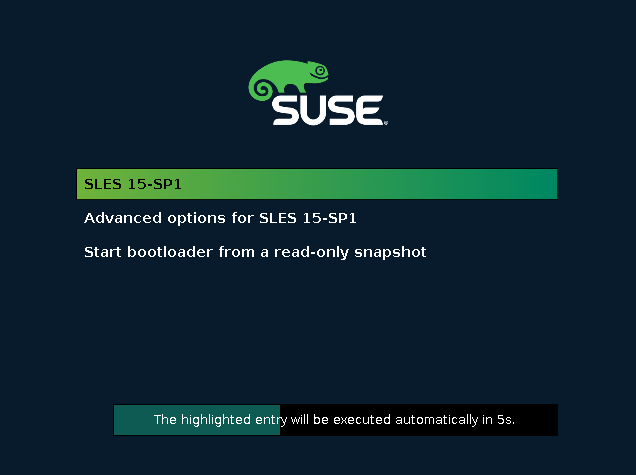 SUSE
SLES 15-SP1
Advanced options for SLES 15-SP1
Start bootloader from a read-only snapshot
The highlighted entry will be executed automatically in 5s.